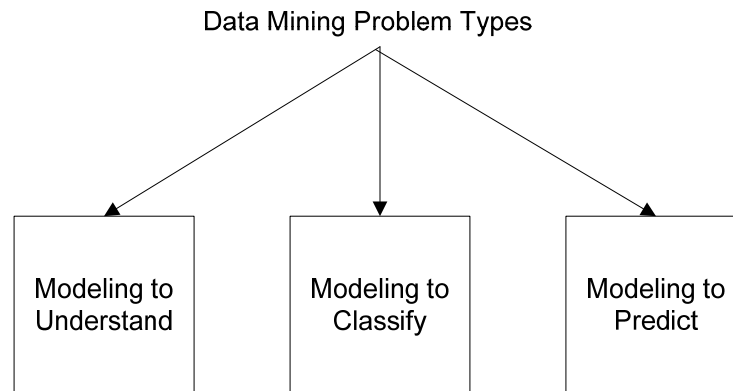 Data Mining Problem Types
Modeling to
Understand
Modeling to
Classify
Modeling to
Predict